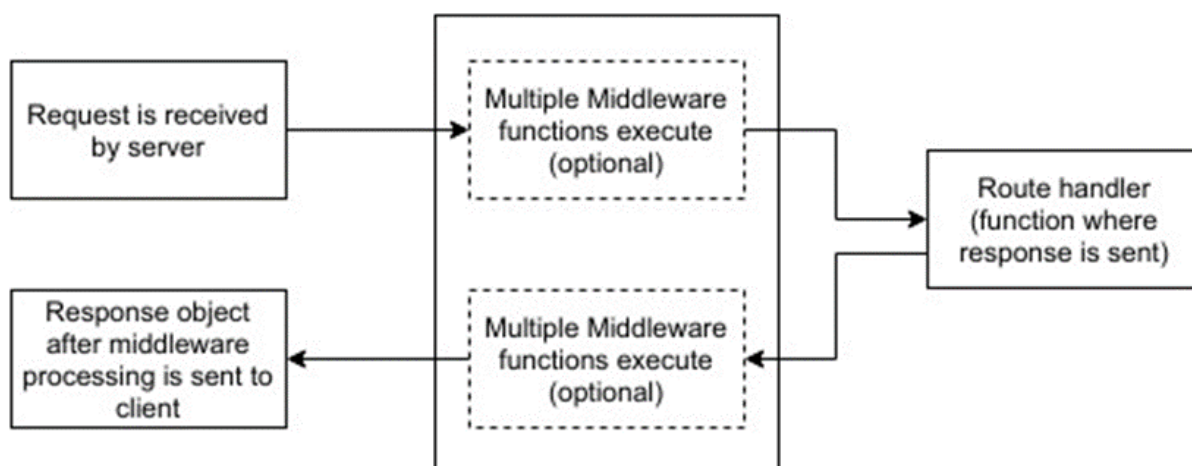 Request is received
by server
Multiple Middleware
functions execute
(optional)
Route handler
(function where
response is sent)
Multiple Middleware
functions execute
(optional)
Response object
after middleware
processing is sent to
client